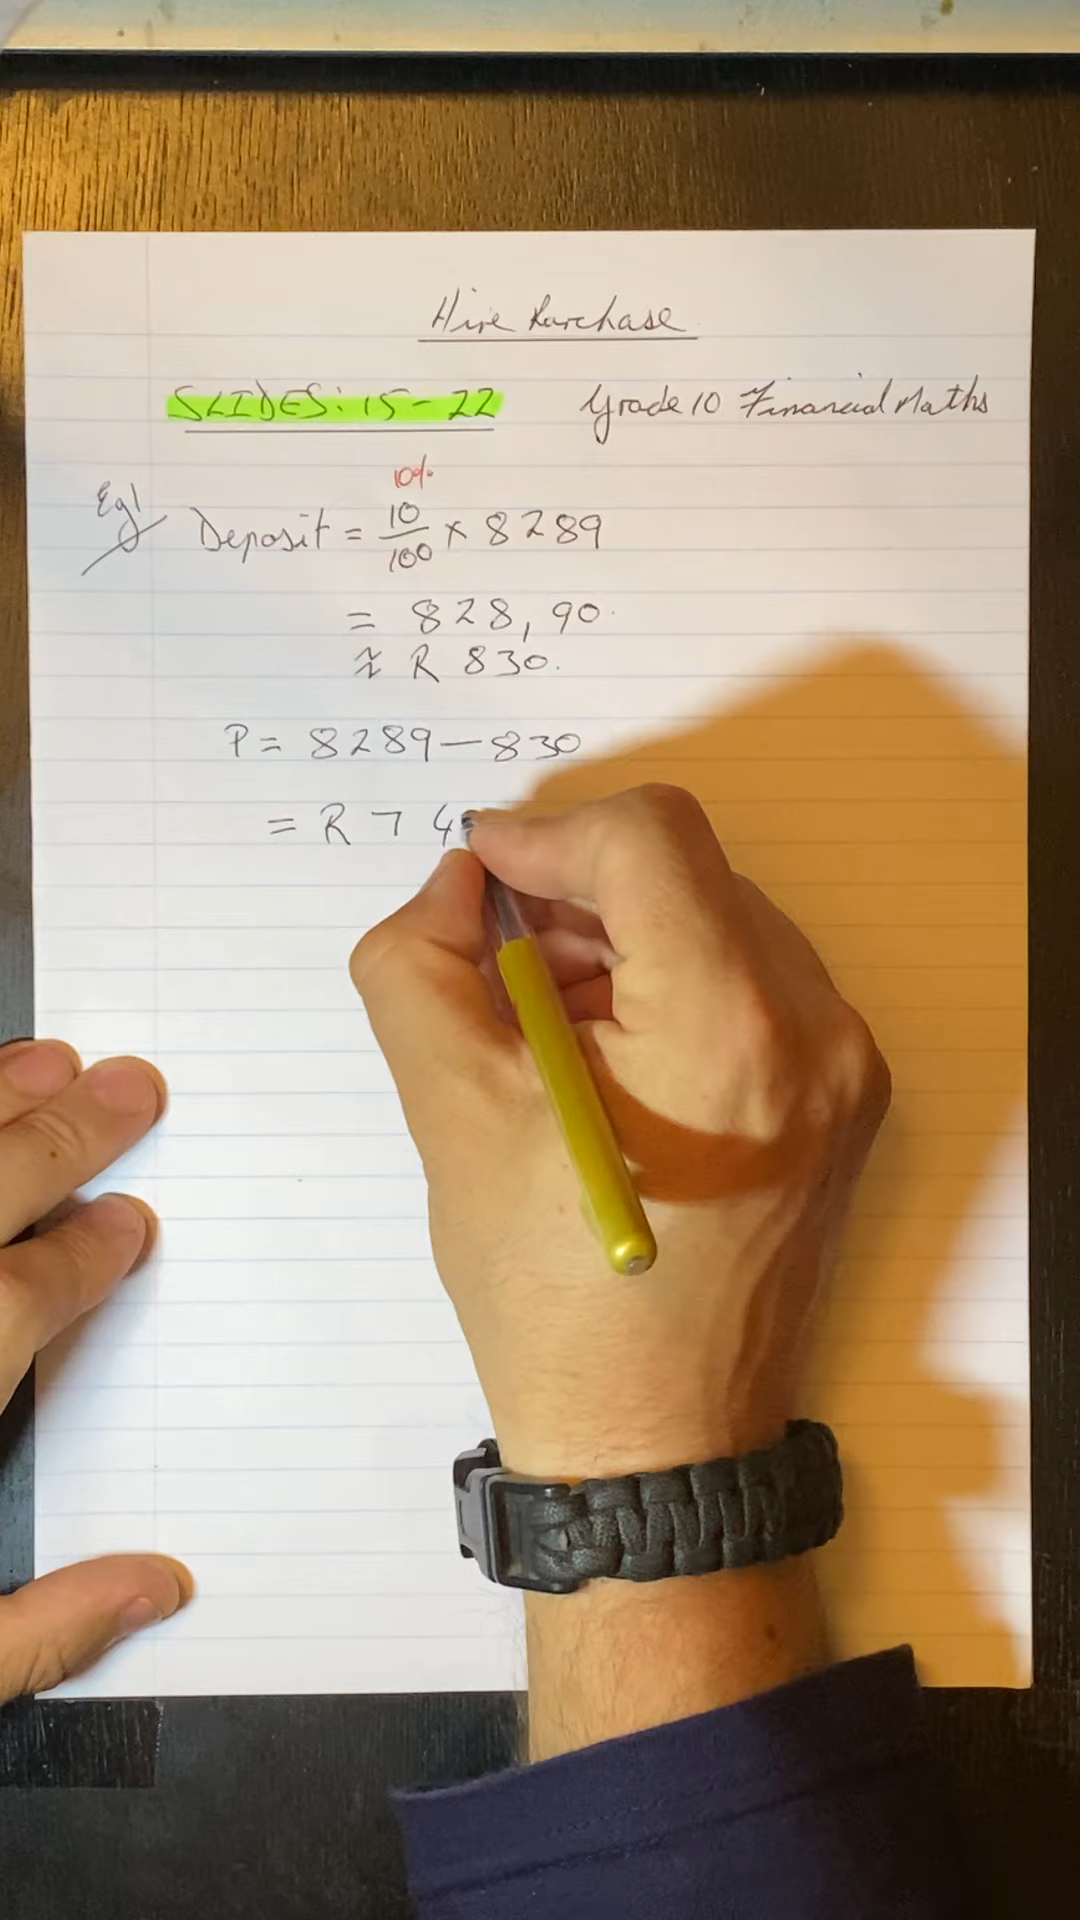 Hire Purchase
SLIDES: 15 - 22 Grade 10 Financial Maths
10%
Eg1 Deposit = 10/100 × 8289
= 828,90
≈ R 830.
P = 8289 — 830
= R 7 4